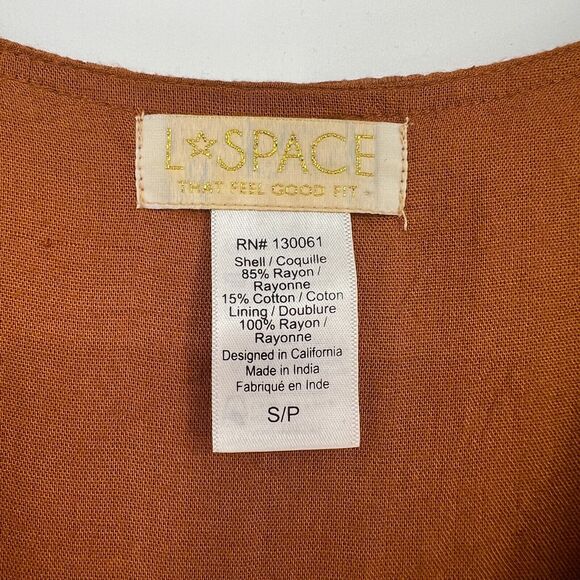 L☆SPACE
THAT FEEL GOOD FIT
RN# 130061
Shell / Coquille
85% Rayon /
Rayonne
15% Cotton / Coton
Lining / Doublure
100% Rayon /
Rayonne
Designed in California
Made in India
Fabriqué en Inde
S/P